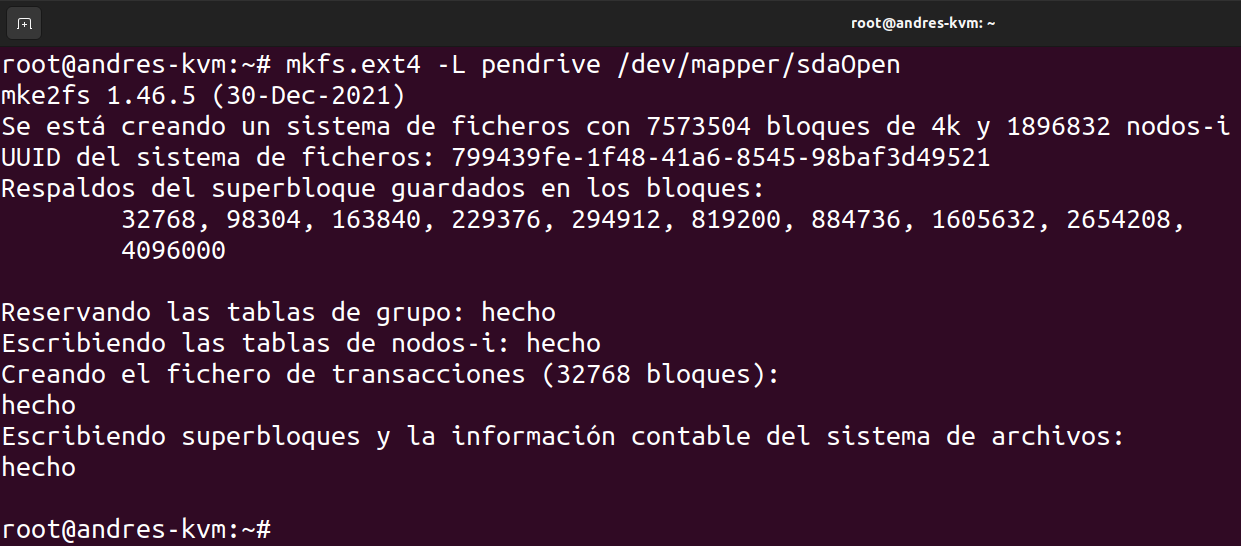 root@andres-kvm: ~
root@andres-kvm:~# mkfs.ext4 -L pendrive /dev/mapper/sdaOpen
mke2fs 1.46.5 (30-Dec-2021)
Se está creando un sistema de ficheros con 7573504 bloques de 4k y 1896832 nodos-i
UUID del sistema de ficheros: 799439fe-1f48-41a6-8545-98baf3d49521
Respaldos del superbloque guardados en los bloques:
32768, 98304, 163840, 229376, 294912, 819200, 884736, 1605632, 2654208,
4096000
Reservando las tablas de grupo: hecho
Escribiendo las tablas de nodos-i: hecho
Creando el fichero de transacciones (32768 bloques):
hecho
Escribiendo superbloques y la información contable del sistema de archivos:
hecho
root@andres-kvm:~#